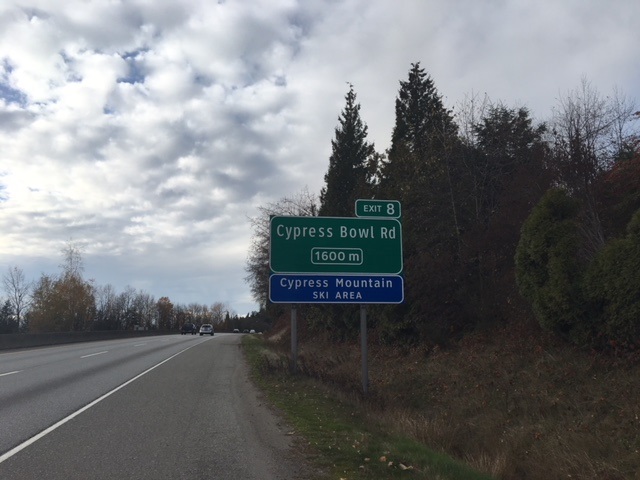 EXIT 8
Cypress Bowl Rd
1600 m
Cypress Mountain
SKI AREA